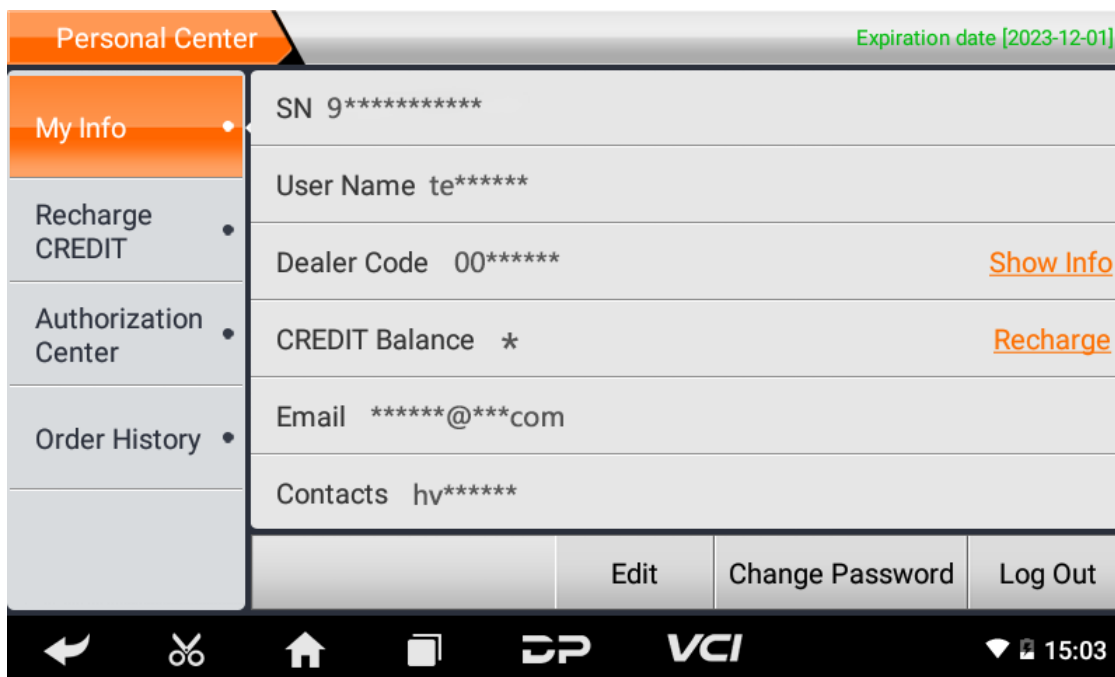 Personal Center
Expiration date [2023-12-01]
My Info
Recharge
CREDIT
Authorization
Center
Order History
SN 9***********
User Name te******
Dealer Code 00****** Show Info
CREDIT Balance * Recharge
Email ******@***com
Contacts hv******
Edit Change Password Log Out
DP VCI 15:03